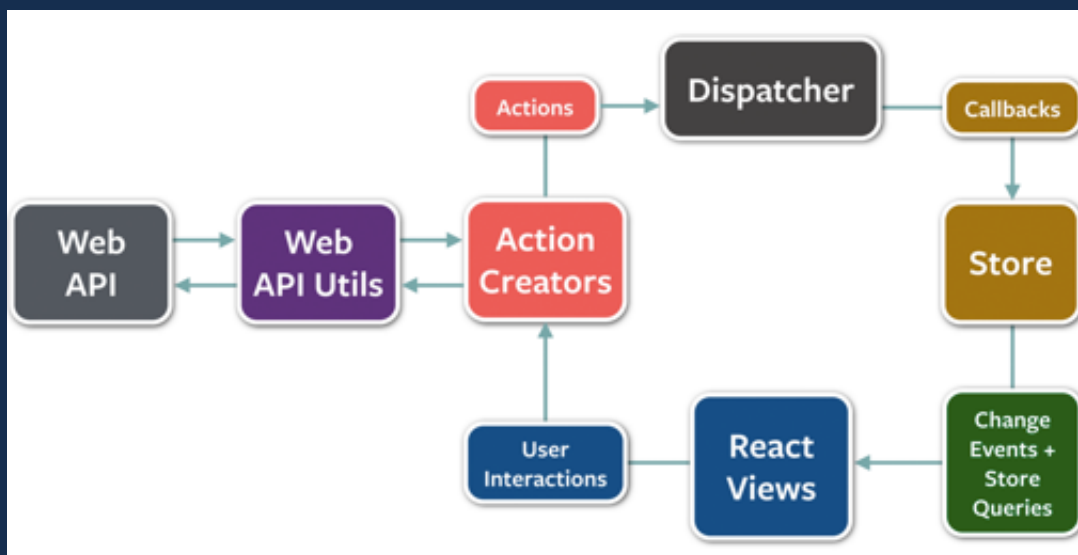 Dispatcher
Actions
Callbacks
Web
API
Web
API Utils
Action
Creators
Store
User
Interactions
React
Views
Change
Events +
Store
Queries